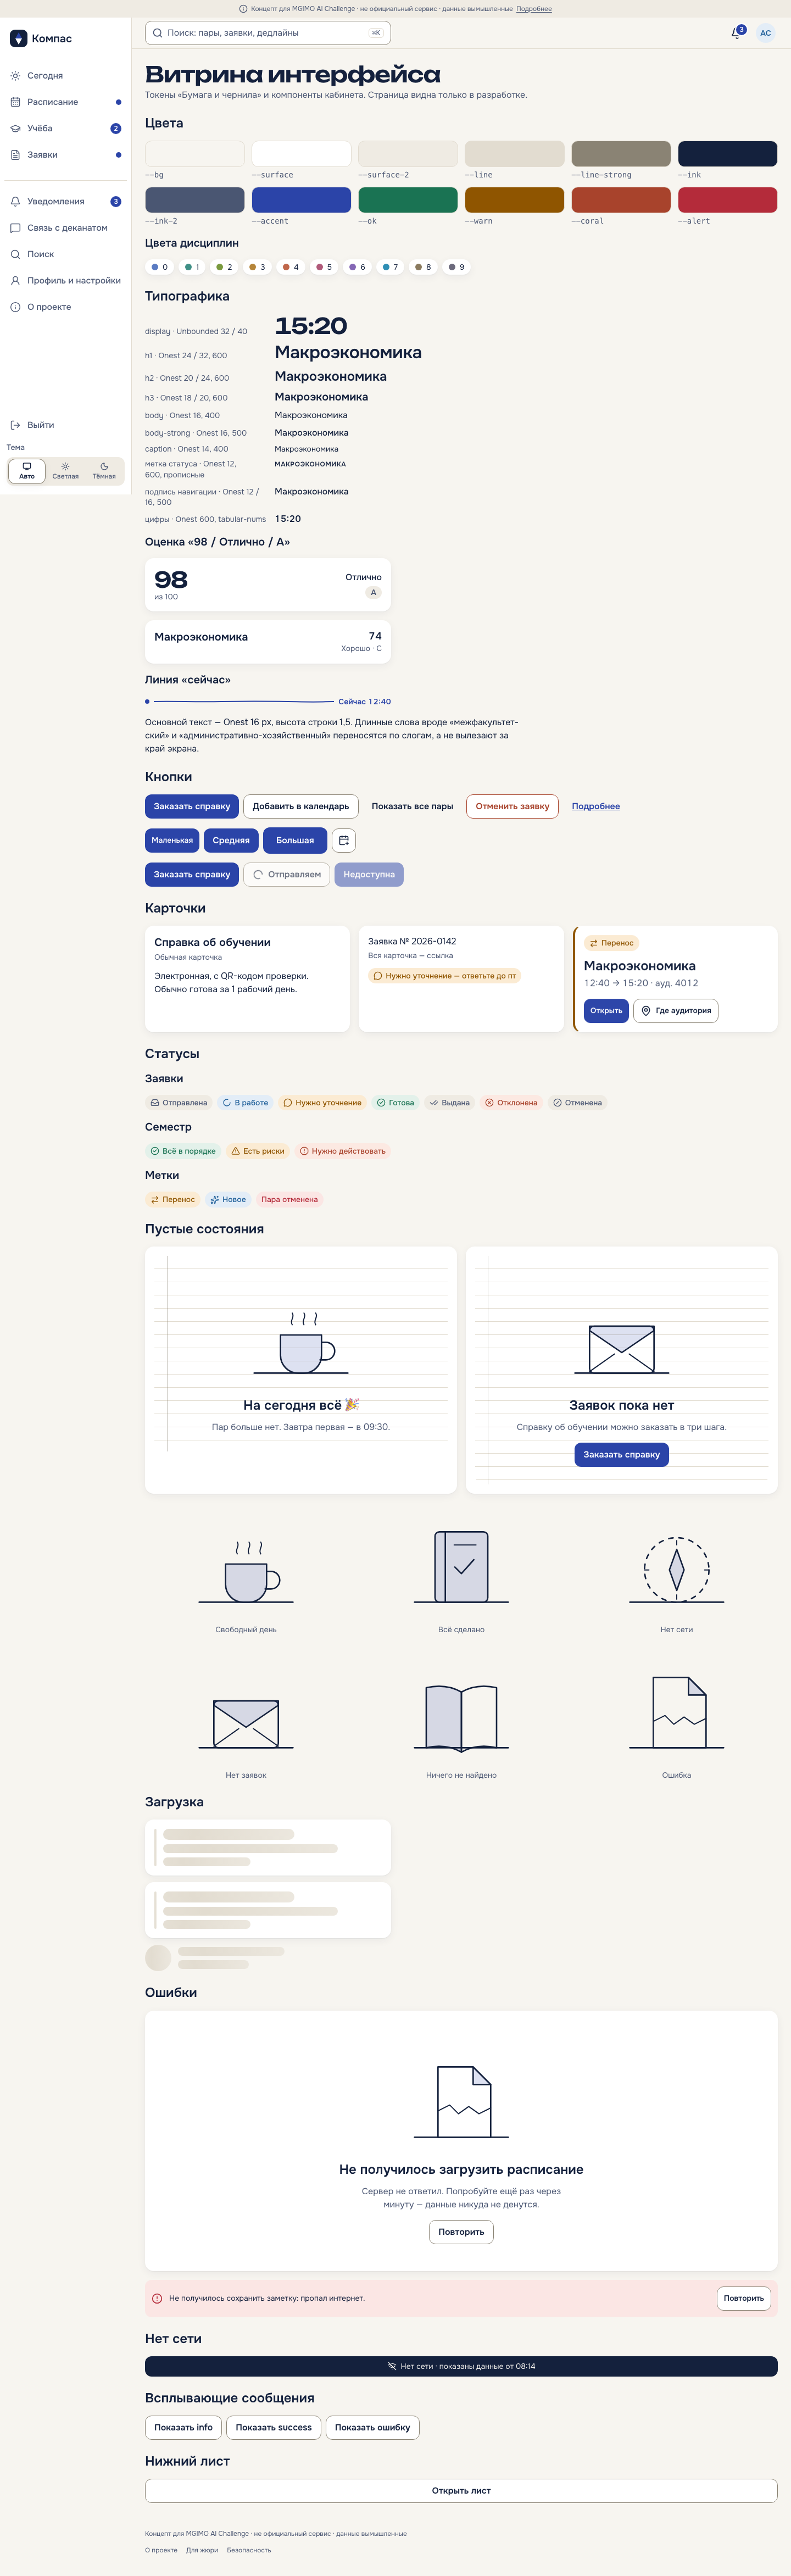 Концепт для MGIMO AI Challenge · не официальный сервис · данные вымышленные Подробнее
Компас
Сегодня
Расписание
Учёба 2
Заявки
Уведомления 3
Связь с деканатом
Поиск
Профиль и настройки
О проекте
Выйти
Тема
Авто Светлая Тёмная
Поиск: пары, заявки, дедлайны ⌘K
3 АС
Витрина интерфейса
Токены «Бумага и чернила» и компоненты кабинета. Страница видна только в разработке.
Цвета
--bg --surface --surface-2 --line --line-strong --ink
--ink-2 --accent --ok --warn --coral --alert
Цвета дисциплин
0 1 2 3 4 5 6 7 8 9
Типографика
display · Unbounded 32 / 40 15:20
h1 · Onest 24 / 32, 600 Макроэкономика
h2 · Onest 20 / 24, 600 Макроэкономика
h3 · Onest 18 / 20, 600 Макроэкономика
body · Onest 16, 400 Макроэкономика
body-strong · Onest 16, 500 Макроэкономика
caption · Onest 14, 400 Макроэкономика
метка статуса · Onest 12, МАКРОЭКОНОМИКА
600, прописные
подпись навигации · Onest 12 / Макроэкономика
16, 500
цифры · Onest 600, tabular-nums 15:20
Оценка «98 / Отлично / A»
98 Отлично
из 100 A
Макроэкономика 74
Хорошо · C
Линия «сейчас»
Сейчас 12:40
Основной текст — Onest 16 px, высота строки 1,5. Длинные слова вроде «межфакультет-
ский» и «административно-хозяйственный» переносятся по слогам, а не вылезают за
край экрана.
Кнопки
Заказать справку Добавить в календарь Показать все пары Отменить заявку Подробнее
Маленькая Средняя Большая
Заказать справку Отправляем Недоступна
Карточки
Справка об обучении
Обычная карточка
Электронная, с QR-кодом проверки.
Обычно готова за 1 рабочий день.
Заявка № 2026-0142
Вся карточка — ссылка
Нужно уточнение — ответьте до пт
Перенос
Макроэкономика
12:40 → 15:20 · ауд. 4012
Открыть Где аудитория
Статусы
Заявки
Отправлена В работе Нужно уточнение Готова Выдана Отклонена Отменена
Семестр
Всё в порядке Есть риски Нужно действовать
Метки
Перенос Новое Пара отменена
Пустые состояния
На сегодня всё 🎉
Пар больше нет. Завтра первая — в 09:30.
Заявок пока нет
Справку об обучении можно заказать в три шага.
Заказать справку
Свободный день Всё сделано Нет сети
Нет заявок Ничего не найдено Ошибка
Загрузка
Ошибки
Не получилось загрузить расписание
Сервер не ответил. Попробуйте ещё раз через
минуту — данные никуда не денутся.
Повторить
Не получилось сохранить заметку: пропал интернет. Повторить
Нет сети
Нет сети · показаны данные от 08:14
Всплывающие сообщения
Показать info Показать success Показать ошибку
Нижний лист
Открыть лист
Концепт для MGIMO AI Challenge · не официальный сервис · данные вымышленные
О проекте Для жюри Безопасность